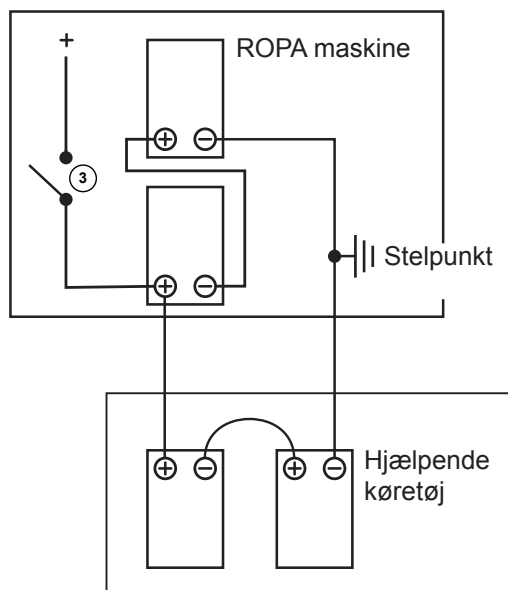 +
ROPA maskine
+ −
3
+ −
Stelpunkt
+ − + −
Hjælpende
køretøj